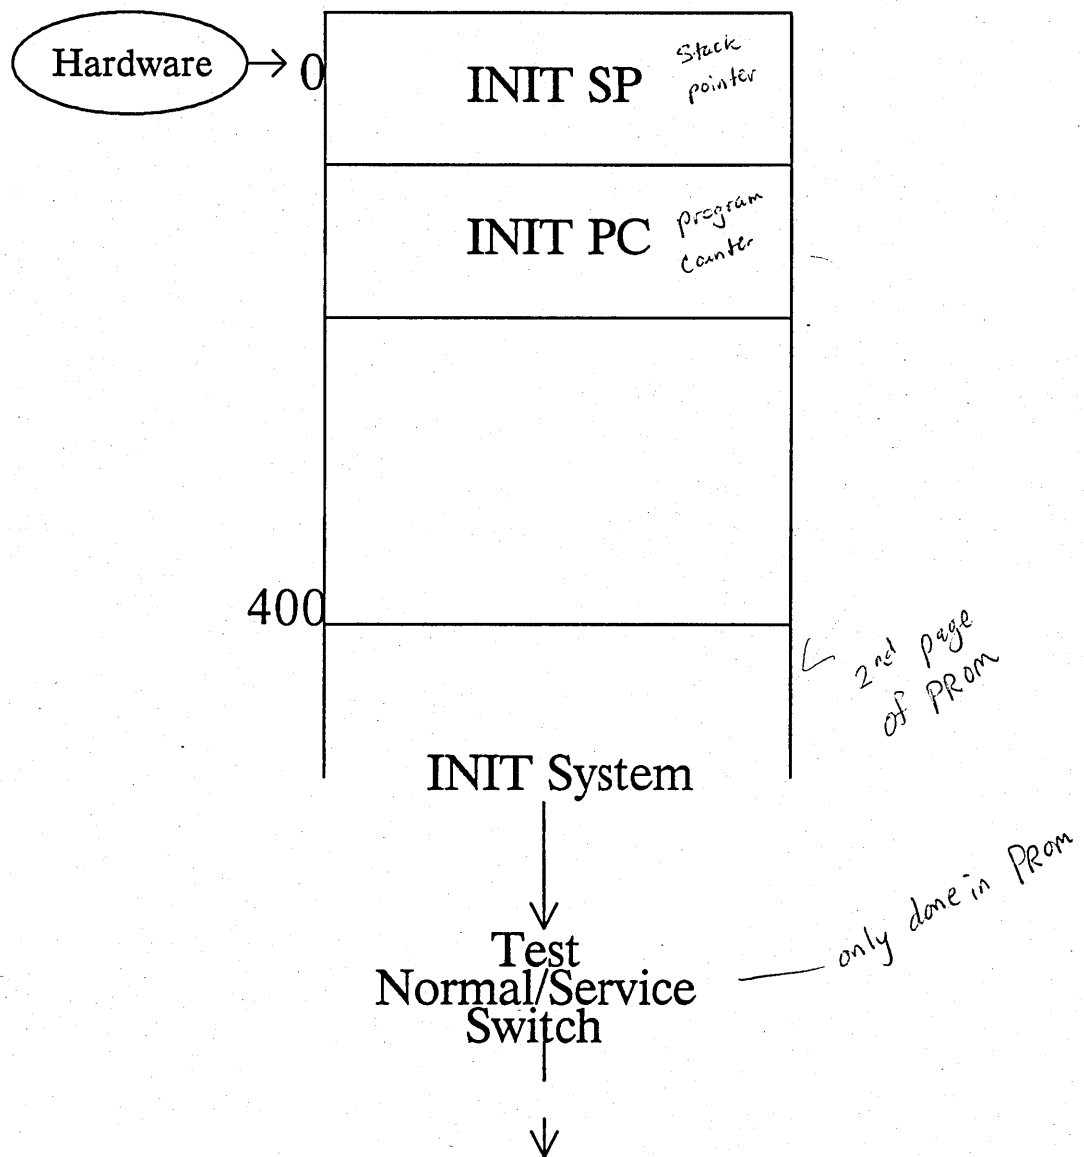 Hardware
0
INIT SP
Stack
pointer
INIT PC
program
counter
400
2nd page
of PROM
INIT System
Test
Normal/Service
Switch
only done in PROM